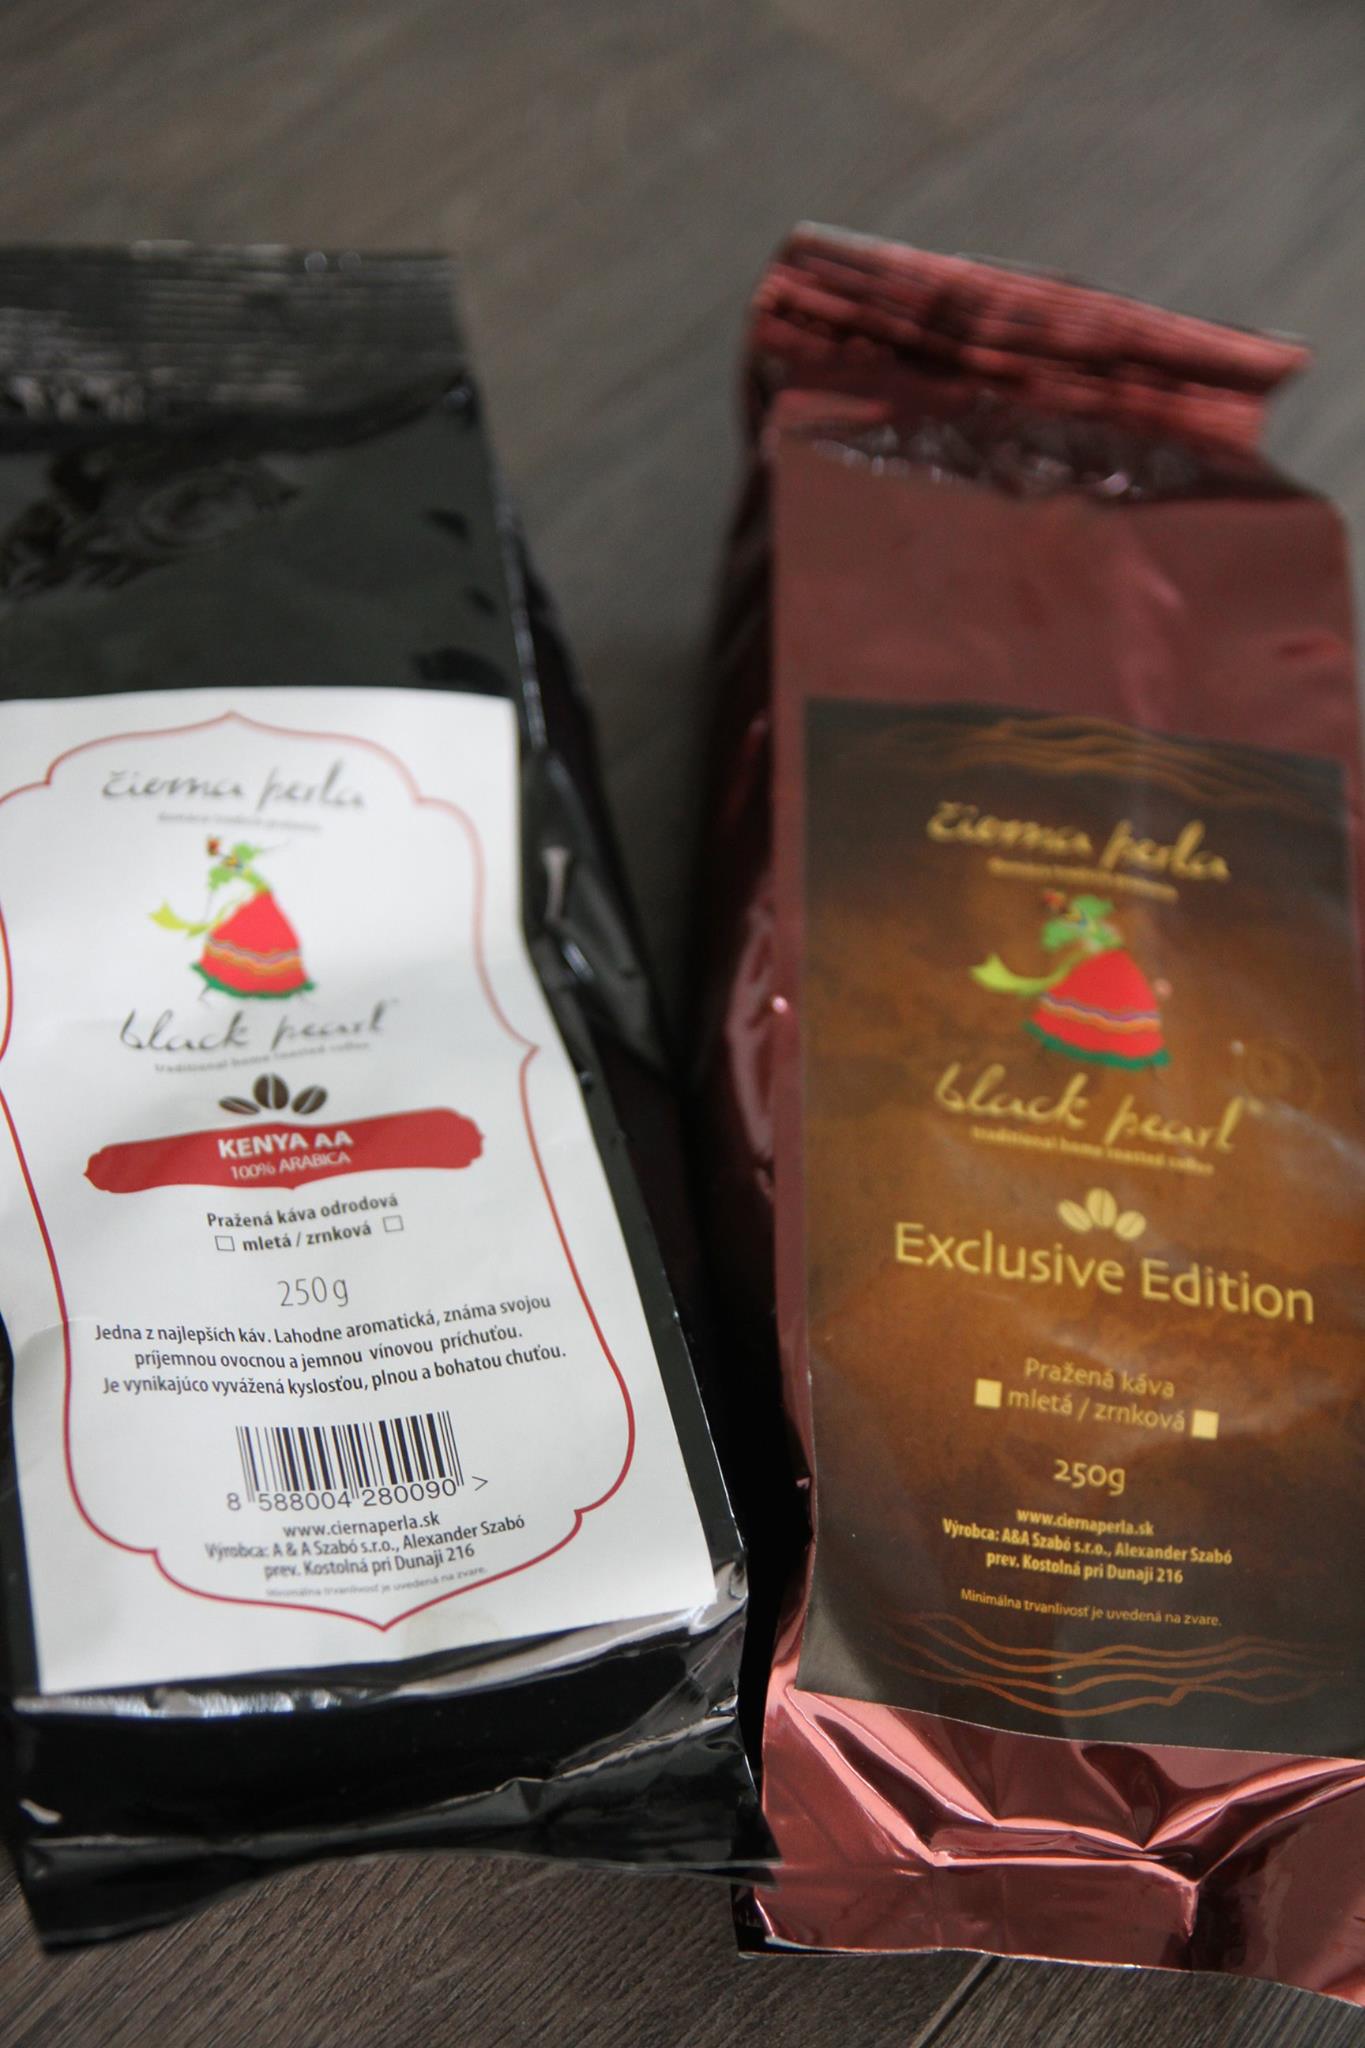 čierna perla
black pearl
traditional home roasted coffee
KENYA AA
100% ARABICA
Pražená káva odrodová
mletá / zrnková
250g
Jedna z najlepších káv. Lahodne aromatická, známa svojou
príjemnou ovocnou a jemnou vínovou príchuťou.
Je vynikajúco vyvážená kyslosťou, plnou a bohatou chuťou.
8 588004 280090 >
www.ciernaperla.sk
Výrobca: A & A Szabó s.r.o., Alexander Szabó
prev. Kostolná pri Dunaji 216
Minimálna trvanlivosť je uvedená na zvare.
čierna perla
black pearl
traditional home roasted coffee
Exclusive Edition
Pražená káva
mletá / zrnková
250g
www.ciernaperla.sk
Výrobca: A&A Szabó s.r.o., Alexander Szabó
prev. Kostolná pri Dunaji 216
Minimálna trvanlivosť je uvedená na zvare.